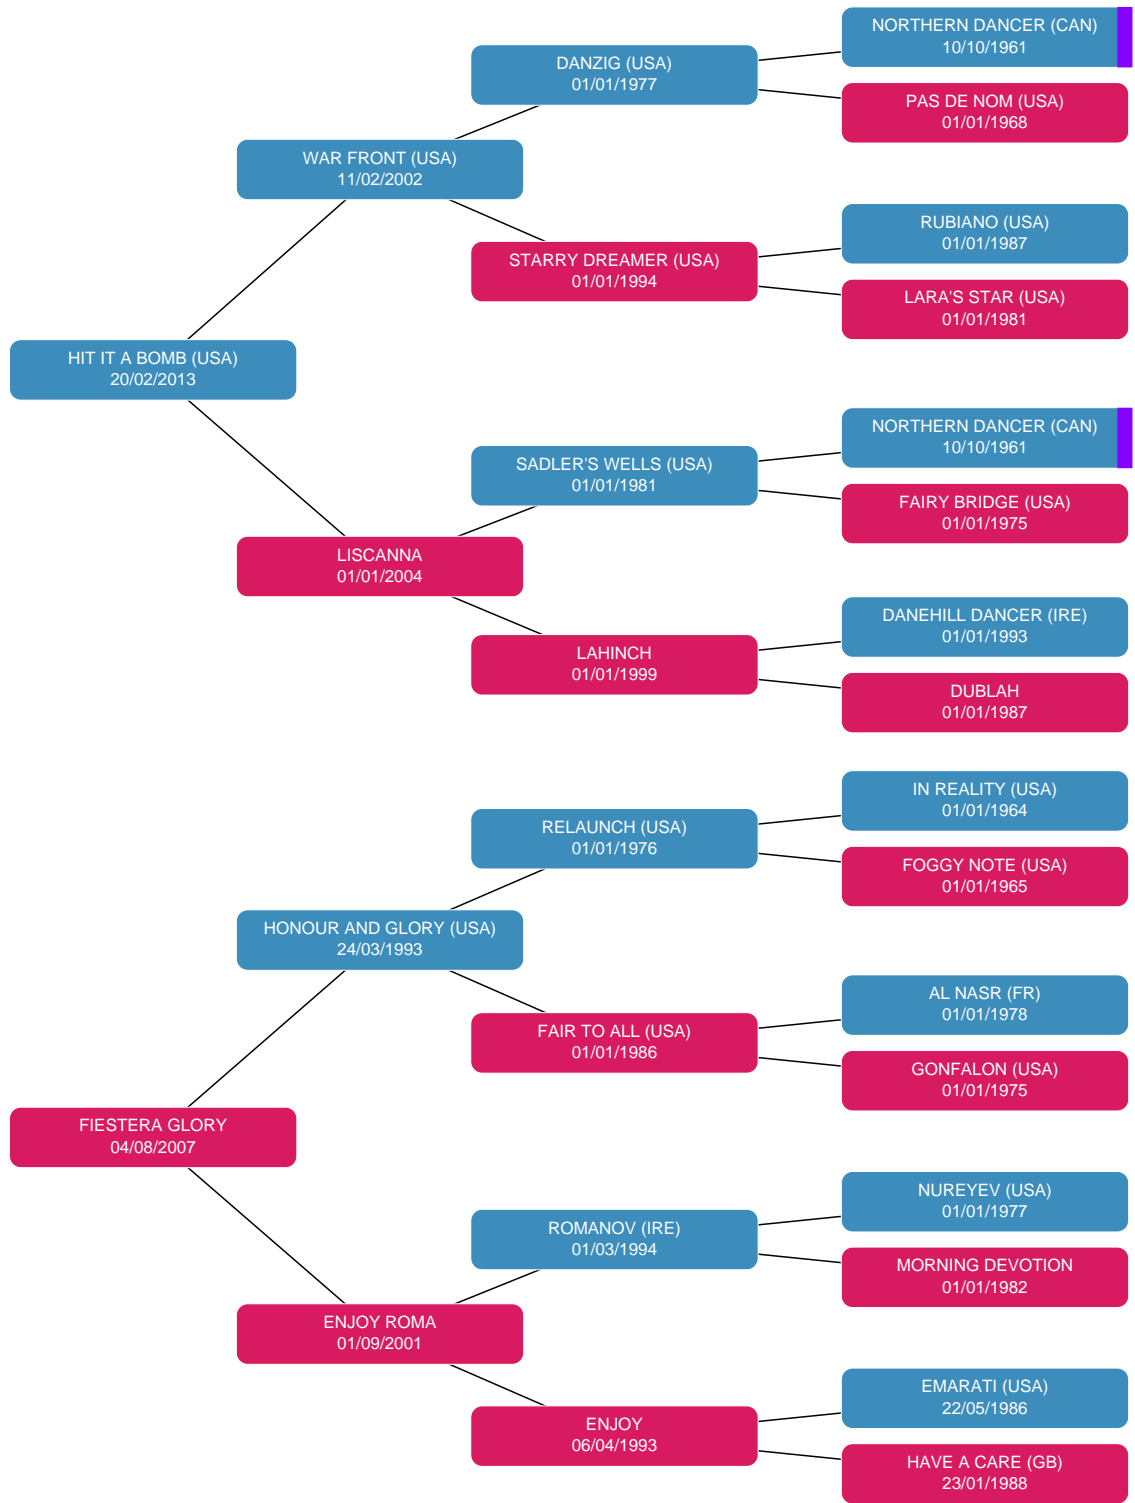 NORTHERN DANCER (CAN)
10/10/1961
DANZIG (USA)
01/01/1977
PAS DE NOM (USA)
01/01/1968
WAR FRONT (USA)
11/02/2002
RUBIANO (USA)
01/01/1987
STARRY DREAMER (USA)
01/01/1994
LARA'S STAR (USA)
01/01/1981
HIT IT A BOMB (USA)
20/02/2013
NORTHERN DANCER (CAN)
10/10/1961
SADLER'S WELLS (USA)
01/01/1981
FAIRY BRIDGE (USA)
01/01/1975
LISCANNA
01/01/2004
DANEHILL DANCER (IRE)
01/01/1993
LAHINCH
01/01/1999
DUBLAH
01/01/1987
IN REALITY (USA)
01/01/1964
RELAUNCH (USA)
01/01/1976
FOGGY NOTE (USA)
01/01/1965
HONOUR AND GLORY (USA)
24/03/1993
AL NASR (FR)
01/01/1978
FAIR TO ALL (USA)
01/01/1986
GONFALON (USA)
01/01/1975
FIESTERA GLORY
04/08/2007
NUREYEV (USA)
01/01/1977
ROMANOV (IRE)
01/03/1994
MORNING DEVOTION
01/01/1982
ENJOY ROMA
01/09/2001
EMARATI (USA)
22/05/1986
ENJOY
06/04/1993
HAVE A CARE (GB)
23/01/1988